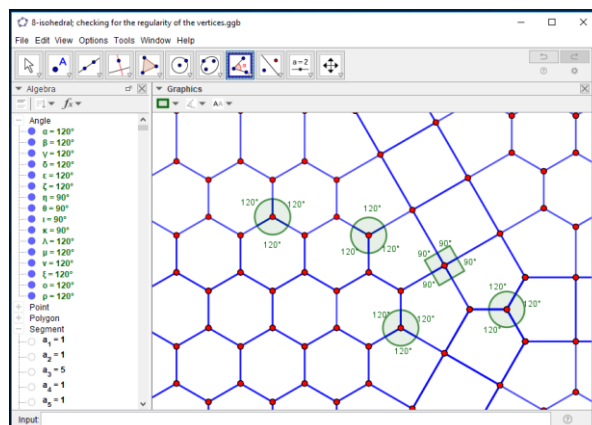 8-isohedral; checking for the regularity of the vertices.ggb
File Edit View Options Tools Window Help
a=2
Algebra
Graphics
fx
AA
Angle
α = 120°
β = 120°
γ = 120°
δ = 120°
ε = 120°
ζ = 120°
η = 90°
θ = 90°
ι = 90°
κ = 90°
λ = 120°
μ = 120°
ν = 120°
ξ = 120°
ο = 120°
ρ = 120°
Point
Polygon
Segment
a₁ = 1
a₂ = 1
a₃ = 5
a₄ = 1
a₅ = 1
120° 120°
120°
120°
120° 120°
90°
90° 90°
90°
120° 120°
120°
120° 120°
120°
Input: